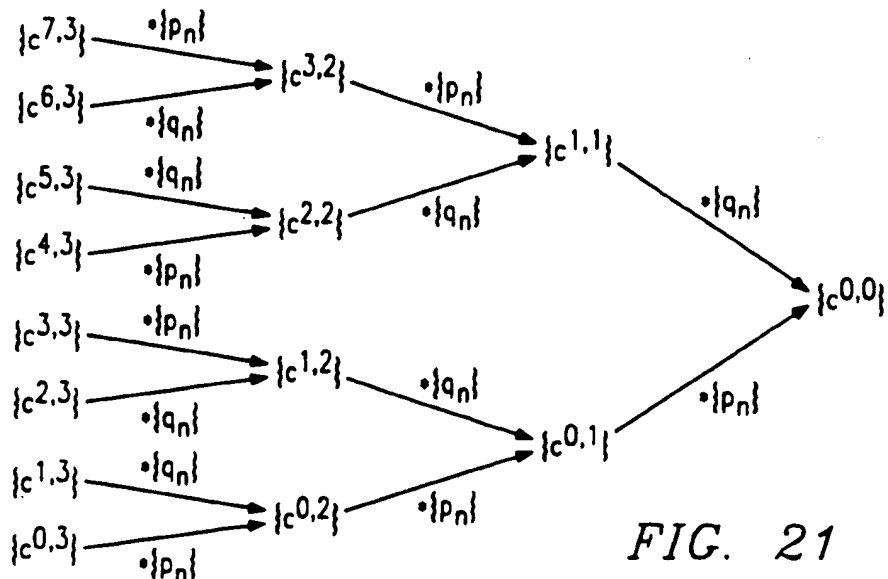 {c^7,3}
*{p_n}
{c^6,3}
*{q_n}
{c^3,2}
*{p_n}
{c^5,3}
*{q_n}
{c^4,3}
*{p_n}
{c^2,2}
*{q_n}
{c^1,1}
*{q_n}
{c^3,3}
*{p_n}
{c^2,3}
*{q_n}
{c^1,2}
*{q_n}
{c^1,3}
*{q_n}
{c^0,3}
*{p_n}
{c^0,2}
*{p_n}
{c^0,1}
*{p_n}
{c^0,0}
FIG. 21